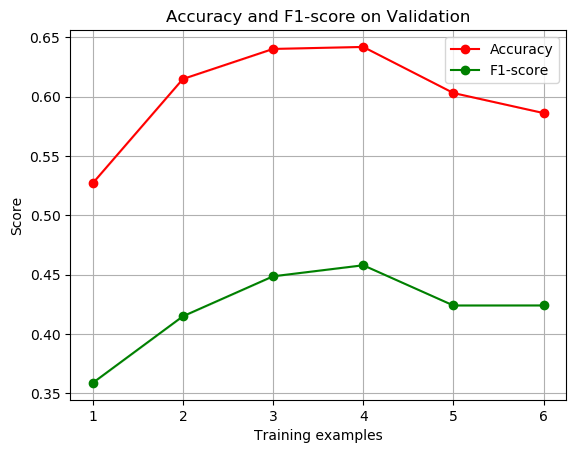 Accuracy and F1-score on Validation
Accuracy
F1-score
0.65
0.60
0.55
0.50
0.45
0.40
0.35
Score
1 2 3 4 5 6
Training examples